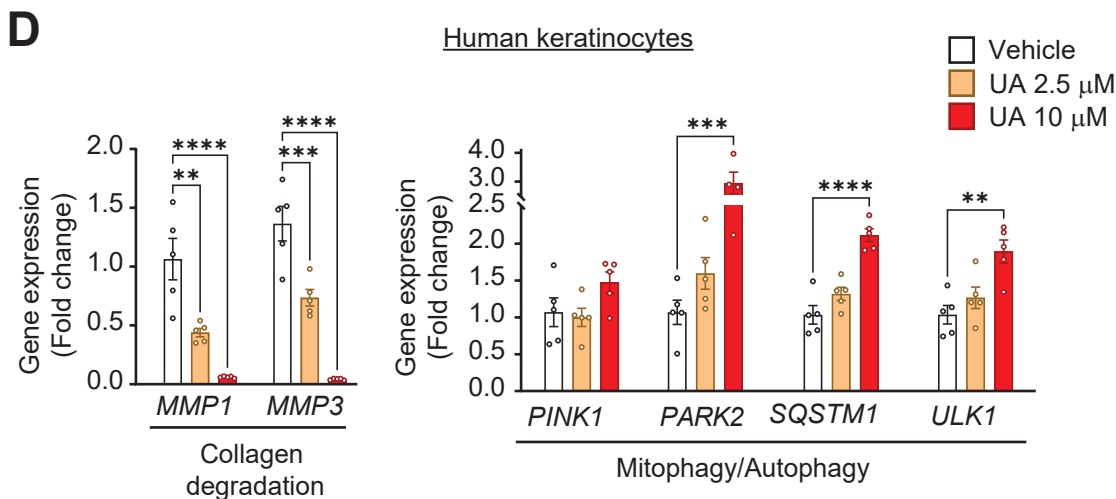 D
Human keratinocytes
Vehicle
UA 2.5 μM
UA 10 μM
Gene expression
(Fold change)
2.0
1.5
1.0
0.5
0.0
****
**
****
***
MMP1 MMP3
Collagen
degradation
Gene expression
(Fold change)
4.0
3.0
2.5
2.0
1.5
1.0
0.0
***
****
**
PINK1 PARK2 SQSTM1 ULK1
Mitophagy/Autophagy